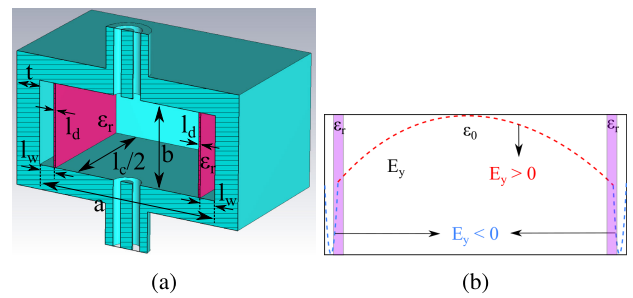 t
l_d
ε_r
l_d
l_w
l_c/2
b
ε_r
a
l_w
(a)
ε_r
ε_0
ε_r
E_y
E_y > 0
E_y < 0
(b)